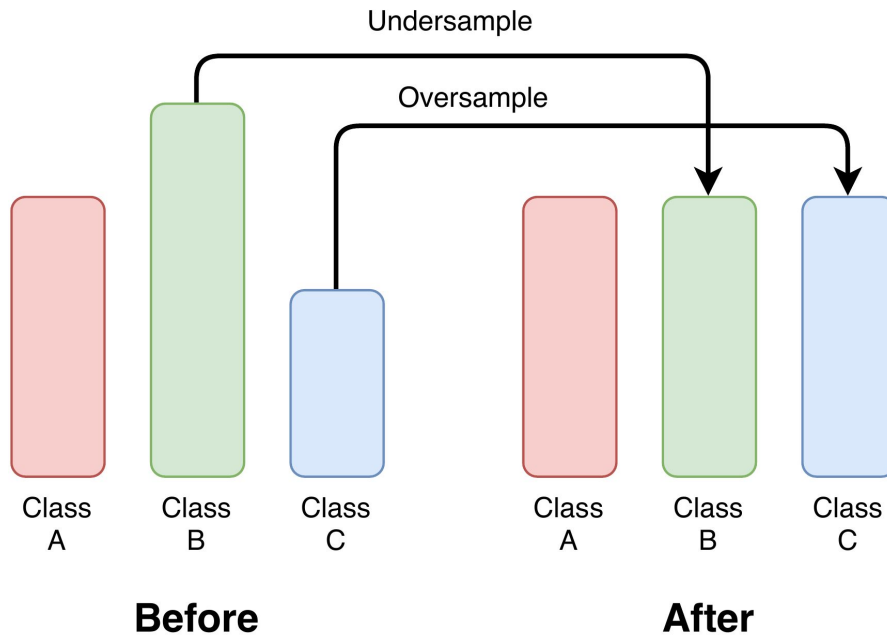 Undersample
Oversample
Class
A
Class
B
Class
C
Class
A
Class
B
Class
C
Before
After